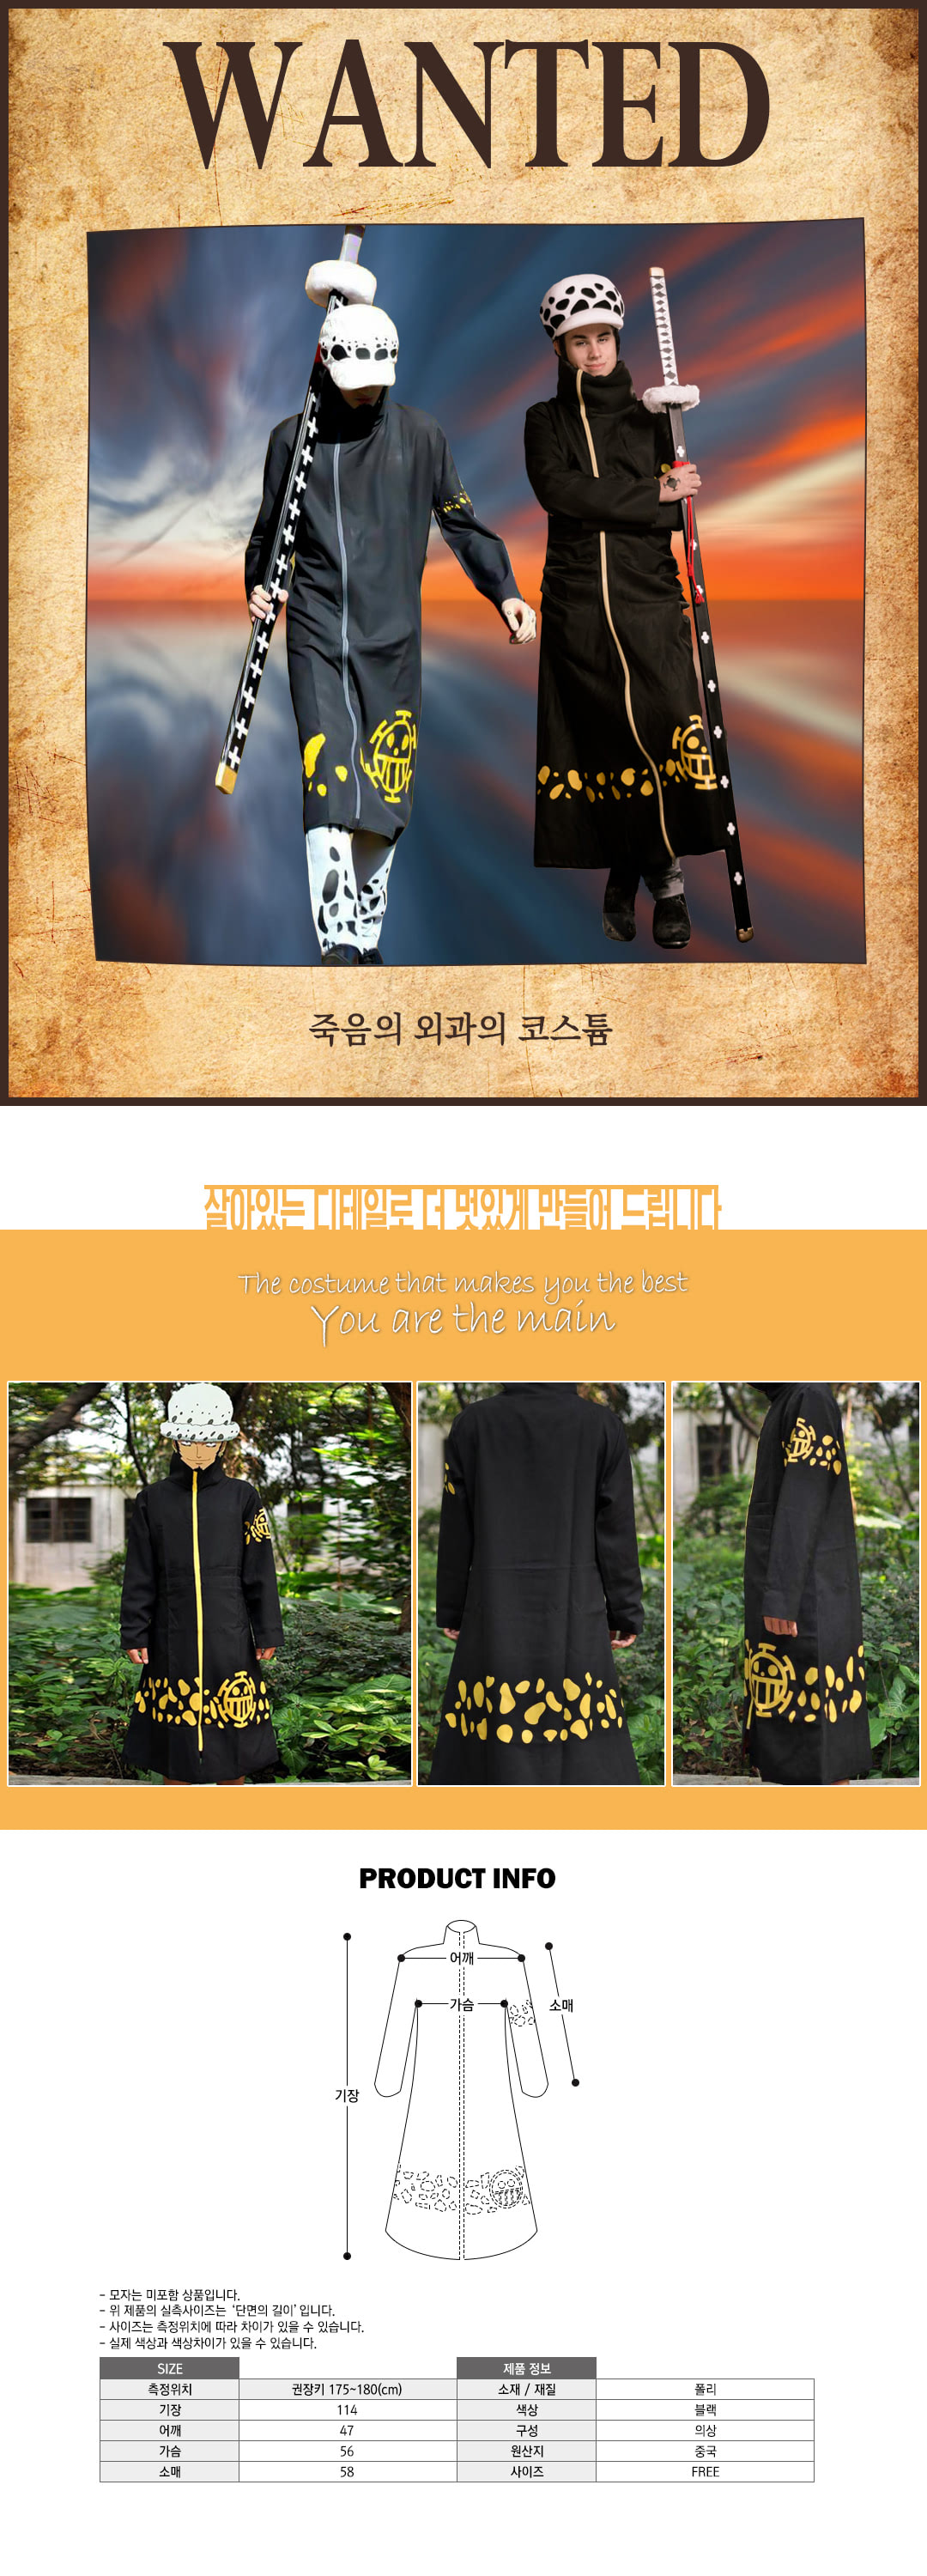 WANTED
죽음의 외과의 코스튬
잘아있는 디테일로 더 멋있게 만들어 드립니다
The costume that makes you the best
You are the main
PRODUCT INFO
어깨
가슴
소매
기장
- 모자는 미포함 상품입니다.
- 위 제품의 실측사이즈는 '단면의 길이' 입니다.
- 사이즈는 측정위치에 따라 차이가 있을 수 있습니다.
- 실제 색상과 색상차이가 있을 수 있습니다.
SIZE 제품 정보
측정위치 권장키 175~180(cm) 소재 / 재질 폴리
기장 114 색상 블랙
어깨 47 구성 의상
가슴 56 원산지 중국
소매 58 사이즈 FREE